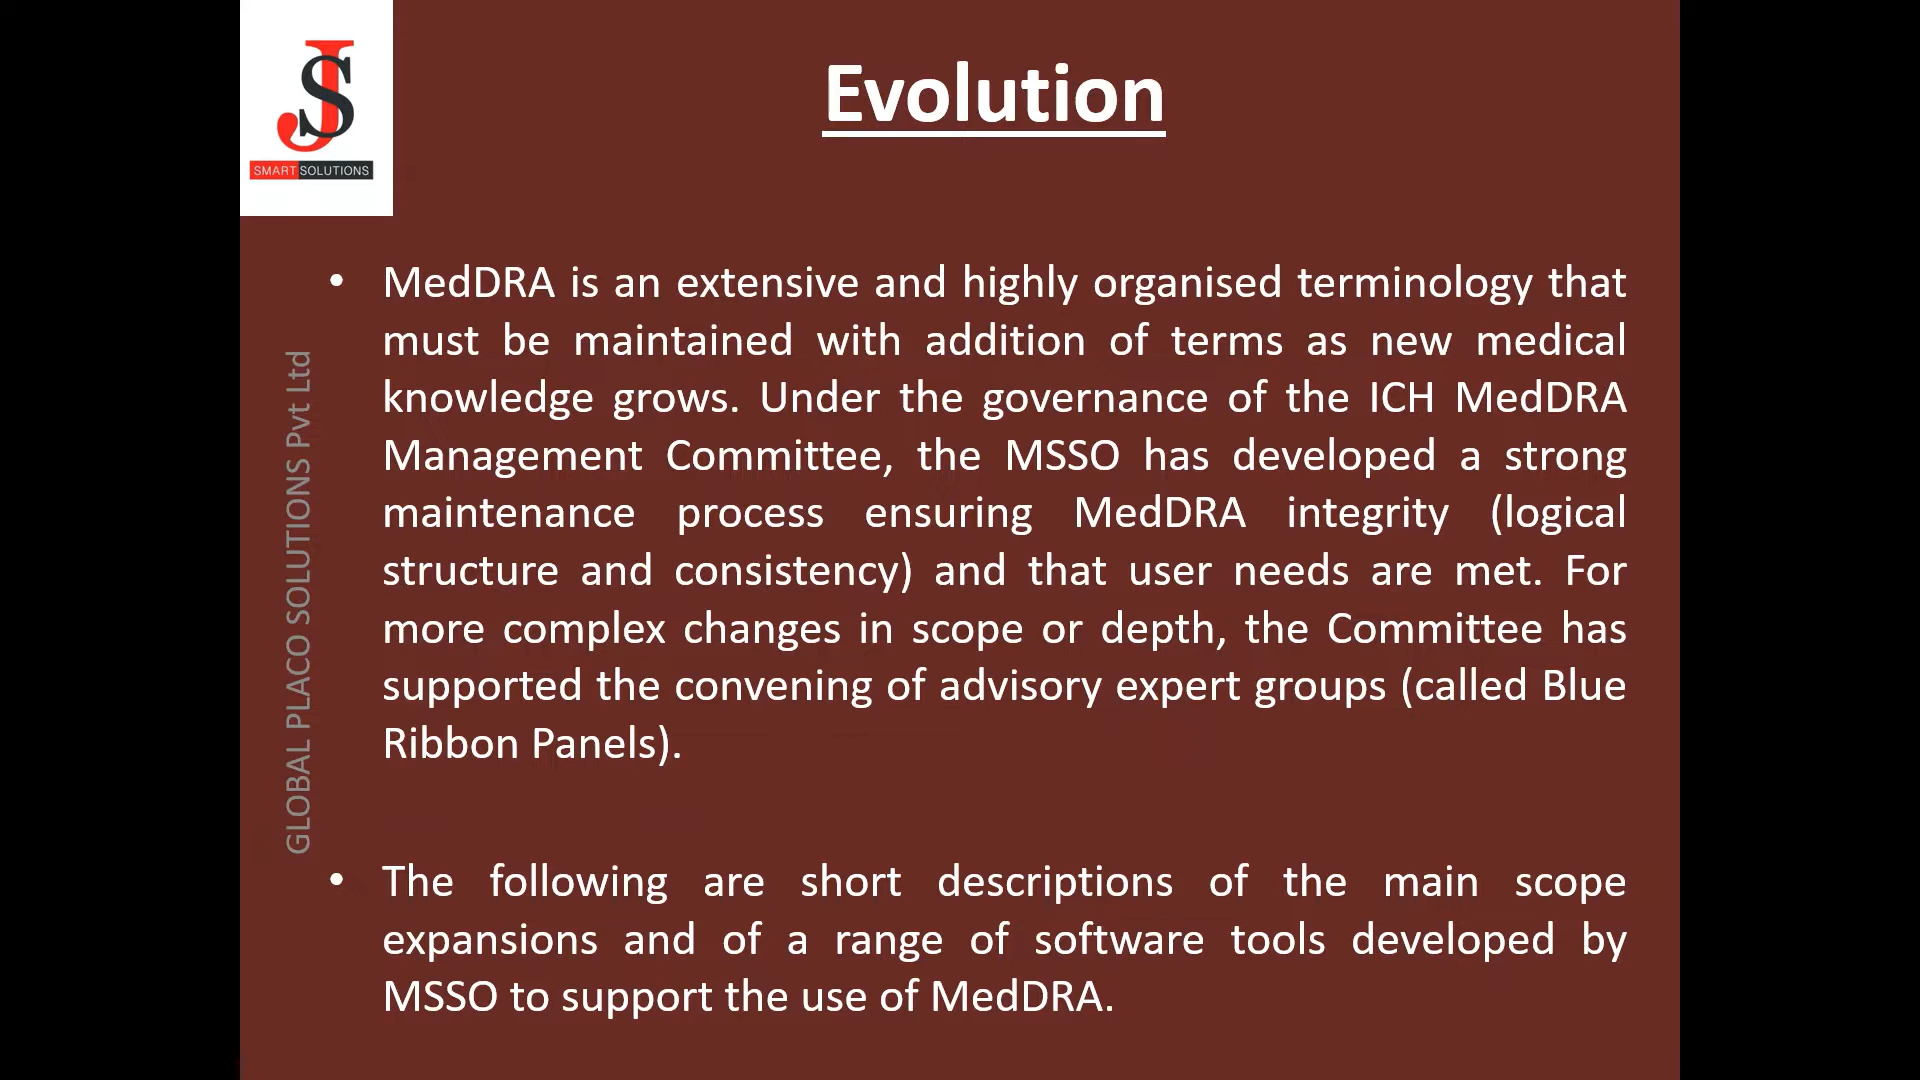 JS
SMART SOLUTIONS
Evolution
GLOBAL PLACO SOLUTIONS Pvt Ltd
• MedDRA is an extensive and highly organised terminology that
must be maintained with addition of terms as new medical
knowledge grows. Under the governance of the ICH MedDRA
Management Committee, the MSSO has developed a strong
maintenance process ensuring MedDRA integrity (logical
structure and consistency) and that user needs are met. For
more complex changes in scope or depth, the Committee has
supported the convening of advisory expert groups (called Blue
Ribbon Panels).
• The following are short descriptions of the main scope
expansions and of a range of software tools developed by
MSSO to support the use of MedDRA.